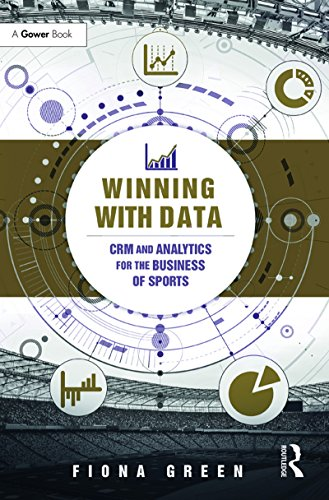 A Gower Book
WINNING
WITH DATA
CRM AND ANALYTICS
FOR THE BUSINESS
OF SPORTS
FIONA GREEN
R
ROUTLEDGE